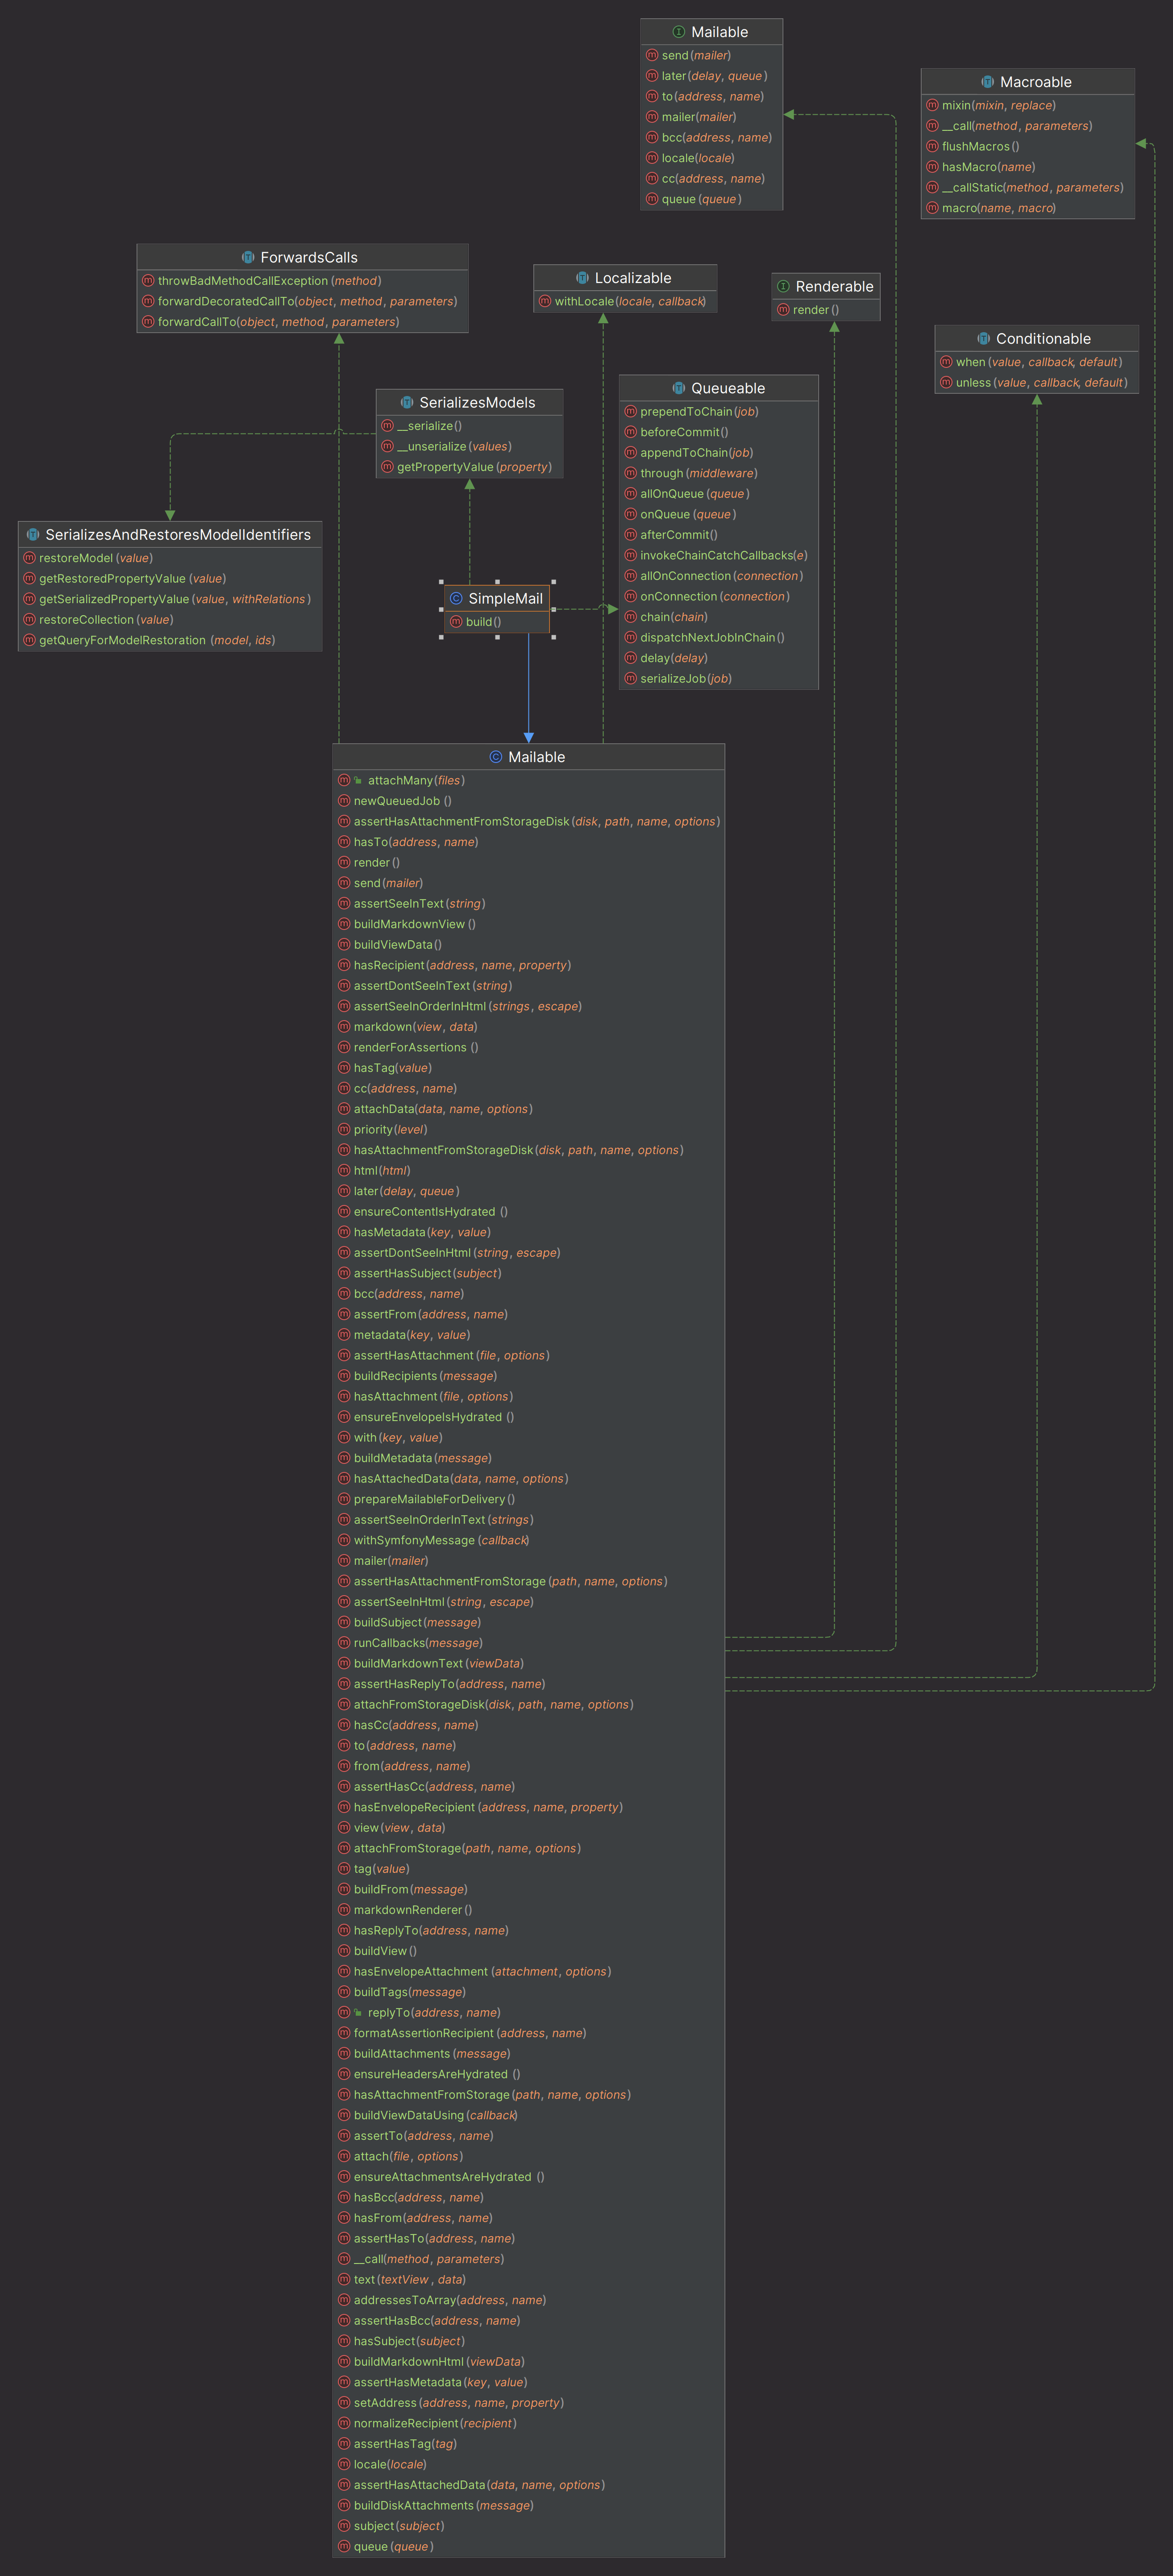 Mailable
send(mailer)
later(delay, queue)
to(address, name)
mailer(mailer)
bcc(address, name)
locale(locale)
cc(address, name)
queue(queue)
Macroable
mixin(mixin, replace)
__call(method, parameters)
flushMacros()
hasMacro(name)
__callStatic(method, parameters)
macro(name, macro)
ForwardsCalls
throwBadMethodCallException(method)
forwardDecoratedCallTo(object, method, parameters)
forwardCallTo(object, method, parameters)
Localizable
withLocale(locale, callback)
Renderable
render()
Conditionable
when(value, callback, default)
unless(value, callback, default)
SerializesModels
__serialize()
__unserialize(values)
getPropertyValue(property)
Queueable
prependToChain(job)
beforeCommit()
appendToChain(job)
through(middleware)
allOnQueue(queue)
onQueue(queue)
afterCommit()
invokeChainCatchCallbacks(e)
allOnConnection(connection)
onConnection(connection)
chain(chain)
dispatchNextJobInChain()
delay(delay)
serializeJob(job)
SerializesAndRestoresModelIdentifiers
restoreModel(value)
getRestoredPropertyValue(value)
getSerializedPropertyValue(value, withRelations)
restoreCollection(value)
getQueryForModelRestoration(model, ids)
SimpleMail
build()
Mailable
attachMany(files)
newQueuedJob()
assertHasAttachmentFromStorageDisk(disk, path, name, options)
hasTo(address, name)
render()
send(mailer)
assertSeeInText(string)
buildMarkdownView()
buildViewData()
hasRecipient(address, name, property)
assertDontSeeInText(string)
assertSeeInOrderInHtml(strings, escape)
markdown(view, data)
renderForAssertions()
hasTag(value)
cc(address, name)
attachData(data, name, options)
priority(level)
hasAttachmentFromStorageDisk(disk, path, name, options)
html(html)
later(delay, queue)
ensureContentIsHydrated()
hasMetadata(key, value)
assertDontSeeInHtml(string, escape)
assertHasSubject(subject)
bcc(address, name)
assertFrom(address, name)
metadata(key, value)
assertHasAttachment(file, options)
buildRecipients(message)
hasAttachment(file, options)
ensureEnvelopeIsHydrated()
with(key, value)
buildMetadata(message)
hasAttachedData(data, name, options)
prepareMailableForDelivery()
assertSeeInOrderInText(strings)
withSymfonyMessage(callback)
mailer(mailer)
assertHasAttachmentFromStorage(path, name, options)
assertSeeInHtml(string, escape)
buildSubject(message)
runCallbacks(message)
buildMarkdownText(viewData)
assertHasReplyTo(address, name)
attachFromStorageDisk(disk, path, name, options)
hasCc(address, name)
to(address, name)
from(address, name)
assertHasCc(address, name)
hasEnvelopeRecipient(address, name, property)
view(view, data)
attachFromStorage(path, name, options)
tag(value)
buildFrom(message)
markdownRenderer()
hasReplyTo(address, name)
buildView()
hasEnvelopeAttachment(attachment, options)
buildTags(message)
replyTo(address, name)
formatAssertionRecipient(address, name)
buildAttachments(message)
ensureHeadersAreHydrated()
hasAttachmentFromStorage(path, name, options)
buildViewDataUsing(callback)
assertTo(address, name)
attach(file, options)
ensureAttachmentsAreHydrated()
hasBcc(address, name)
hasFrom(address, name)
assertHasTo(address, name)
__call(method, parameters)
text(textView, data)
addressesToArray(address, name)
assertHasBcc(address, name)
hasSubject(subject)
buildMarkdownHtml(viewData)
assertHasMetadata(key, value)
setAddress(address, name, property)
normalizeRecipient(recipient)
assertHasTag(tag)
locale(locale)
assertHasAttachedData(data, name, options)
buildDiskAttachments(message)
subject(subject)
queue(queue)